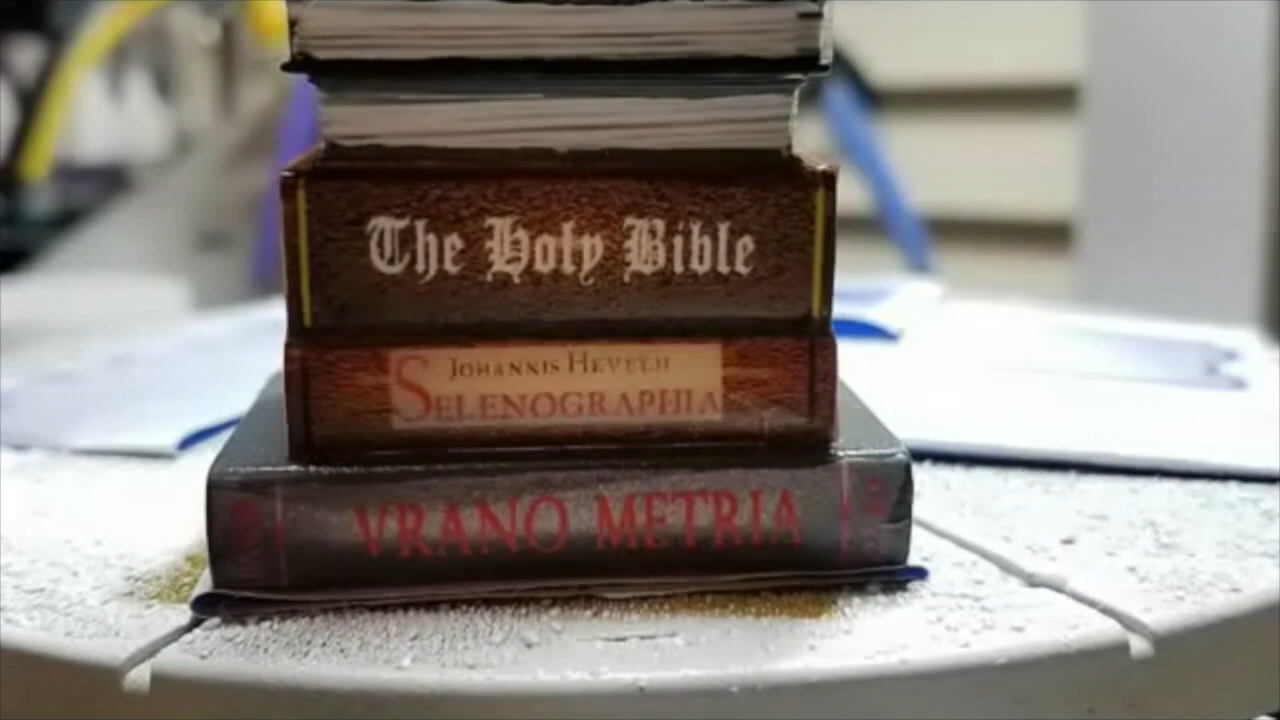 The Holy Bible
JOHANNIS HEVELII
SELENOGRAPHIA
VRANO METRIA